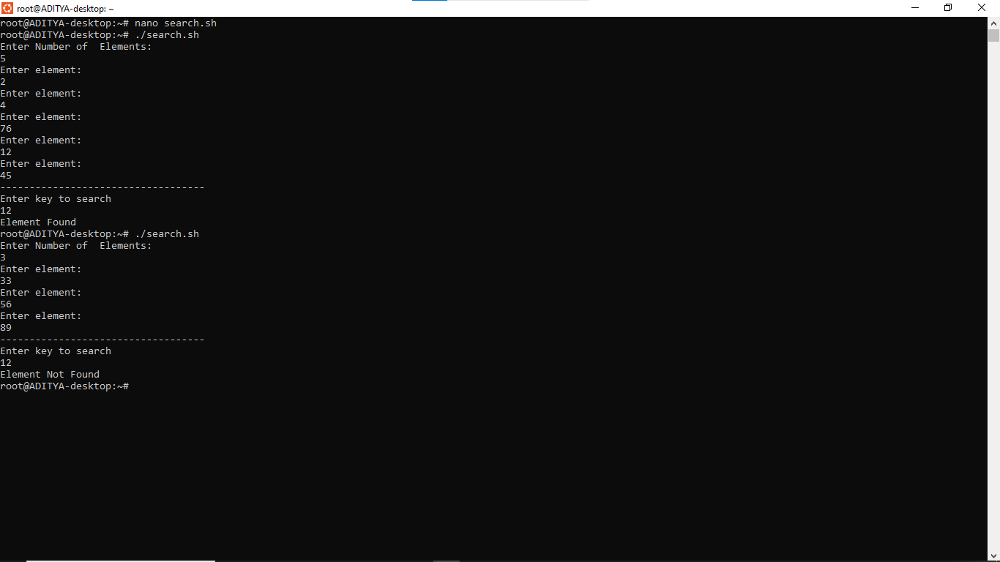 root@ADITYA-desktop: ~
root@ADITYA-desktop:~# nano search.sh
root@ADITYA-desktop:~# ./search.sh
Enter Number of  Elements:
5
Enter element:
2
Enter element:
4
Enter element:
76
Enter element:
12
Enter element:
45
-----------------------------------
Enter key to search
12
Element Found
root@ADITYA-desktop:~# ./search.sh
Enter Number of  Elements:
3
Enter element:
33
Enter element:
56
Enter element:
89
-----------------------------------
Enter key to search
12
Element Not Found
root@ADITYA-desktop:~#